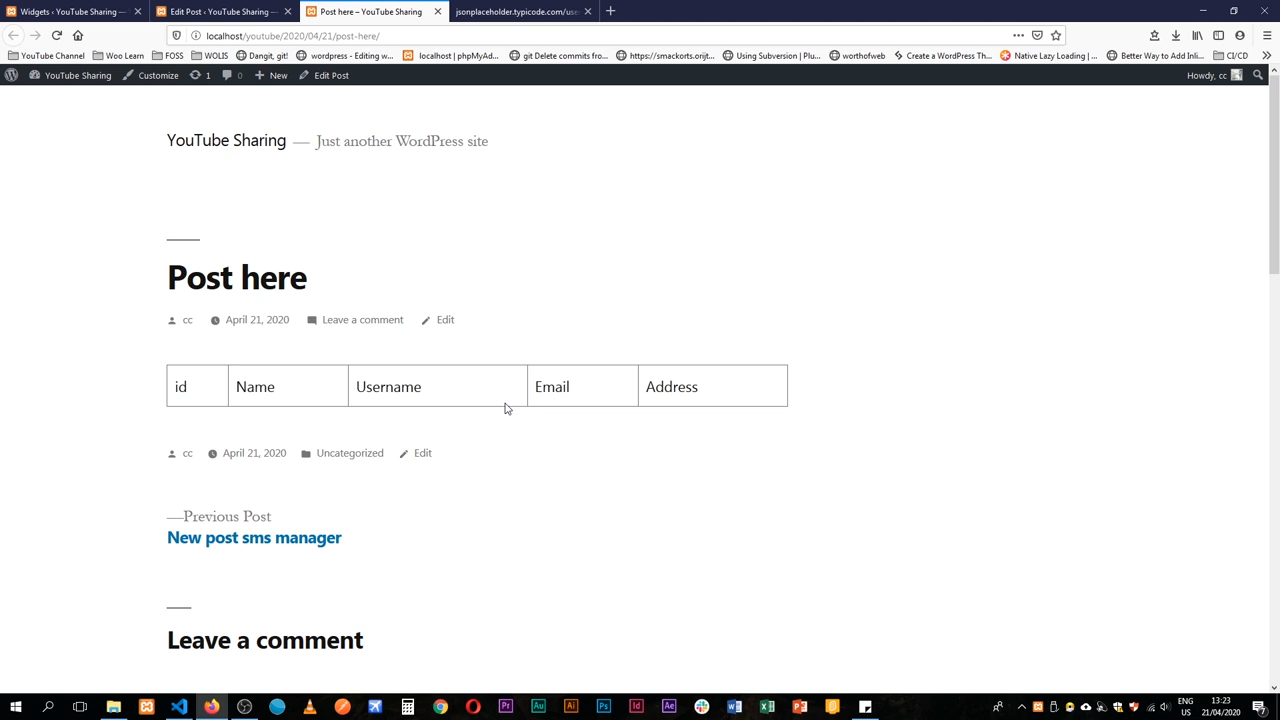 Widgets ‹ YouTube Sharing — 
Edit Post ‹ YouTube Sharing — 
Post here – YouTube Sharing
jsonplaceholder.typicode.com/use
localhost/youtube/2020/04/21/post-here/
YouTube Channel
Woo Learn
FOSS
WOLIS
Dangit, git!
wordpress - Editing w...
localhost | phpMyAd...
git Delete commits fro...
https://smackorts.orijt...
Using Subversion | Plu...
worthofweb
Create a WordPress Th...
Native Lazy Loading | ...
Better Way to Add Inli...
CI/CD
YouTube Sharing
Customize
1
0
New
Edit Post
Howdy, cc
YouTube Sharing — Just another WordPress site
Post here
cc April 21, 2020 Leave a comment Edit
id Name Username Email Address
cc April 21, 2020 Uncategorized Edit
—Previous Post
New post sms manager
Leave a comment
ENG
US
13:23
21/04/2020